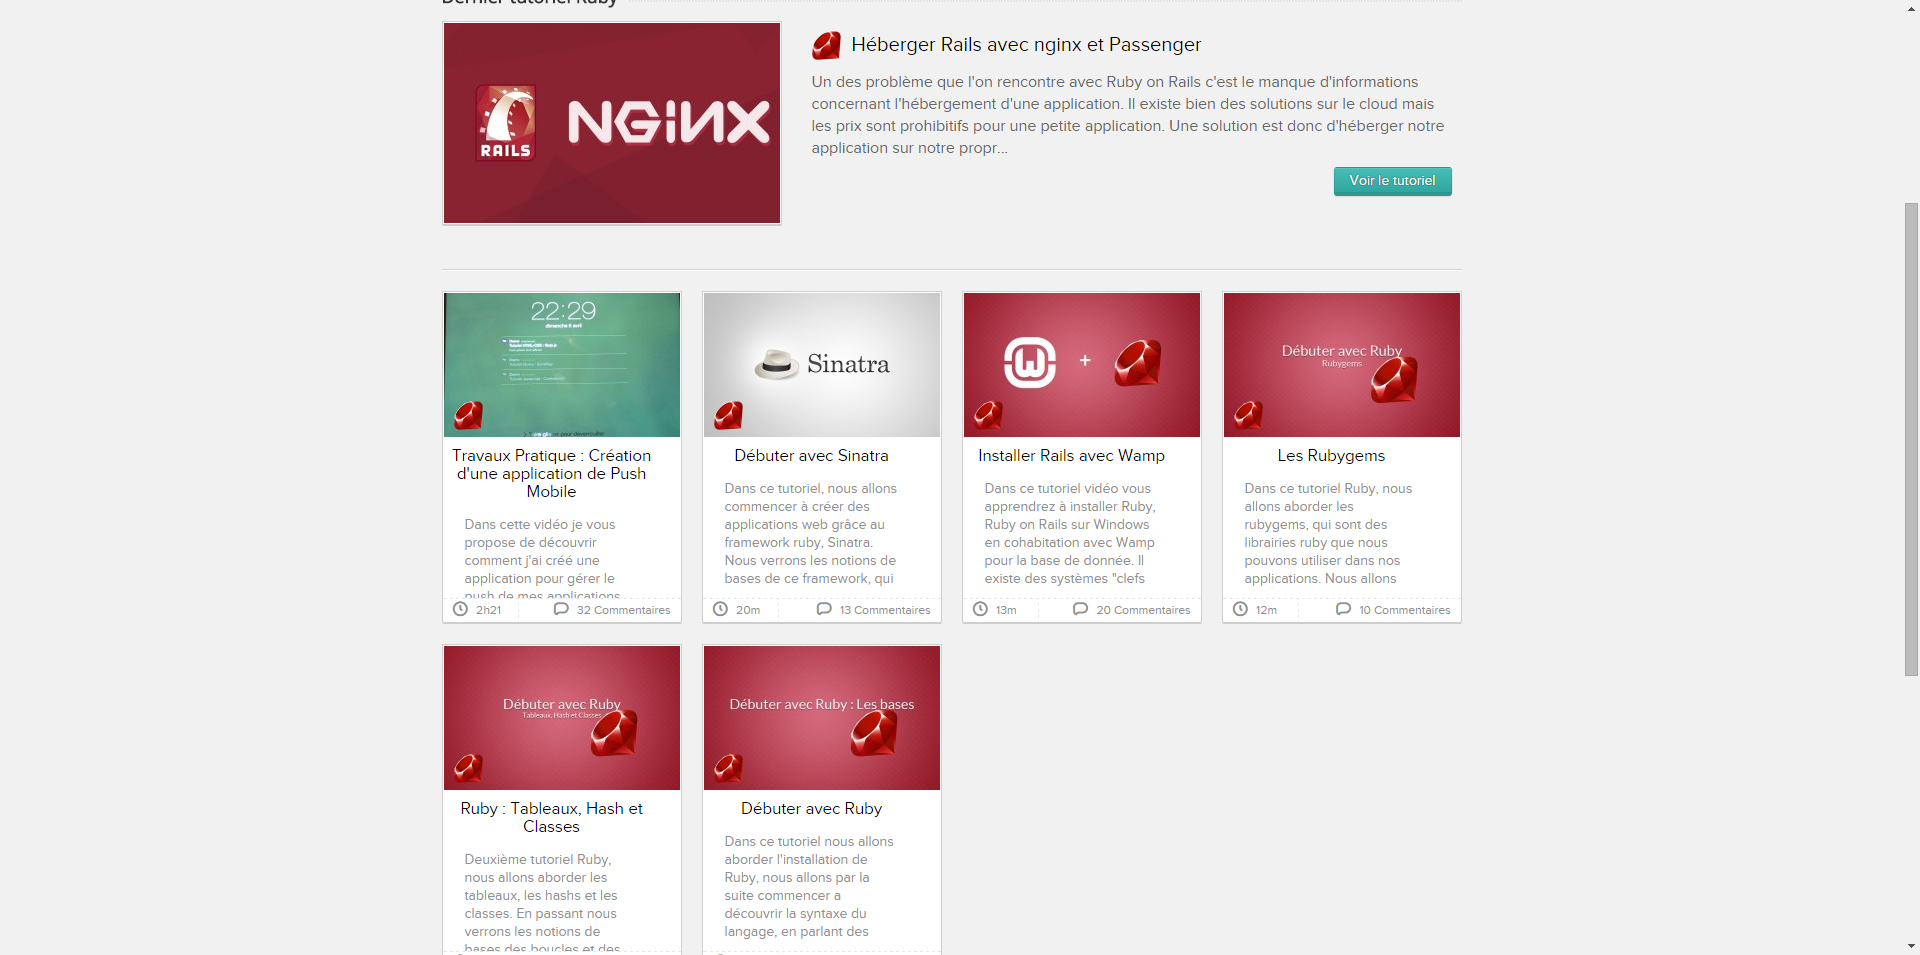 Dernier tutoriel Ruby
RAILS
NGINX
Héberger Rails avec nginx et Passenger
Un des problème que l'on rencontre avec Ruby on Rails c'est le manque d'informations
concernant l'hébergement d'une application. Il existe bien des solutions sur le cloud mais
les prix sont prohibitifs pour une petite application. Une solution est donc d'héberger notre
application sur notre propr...
Voir le tutoriel
22:29
dimanche 6 avril
Travaux Pratique : Création
d'une application de Push
Mobile
Dans cette vidéo je vous
propose de découvrir
comment j'ai créé une
application pour gérer le
push de mes applications
2h21
32 Commentaires
Sinatra
Débuter avec Sinatra
Dans ce tutoriel, nous allons
commencer à créer des
applications web grâce au
framework ruby, Sinatra.
Nous verrons les notions de
bases de ce framework, qui
20m
13 Commentaires
W
+
Installer Rails avec Wamp
Dans ce tutoriel vidéo vous
apprendrez à installer Ruby,
Ruby on Rails sur Windows
en cohabitation avec Wamp
pour la base de donnée. Il
existe des systèmes "clefs
13m
20 Commentaires
Débuter avec Ruby
Rubygems
Les Rubygems
Dans ce tutoriel Ruby, nous
allons aborder les
rubygems, qui sont des
librairies ruby que nous
pouvons utiliser dans nos
applications. Nous allons
12m
10 Commentaires
Débuter avec Ruby
Tableaux, Hash et Classes
Ruby : Tableaux, Hash et
Classes
Deuxième tutoriel Ruby,
nous allons aborder les
tableaux, les hashs et les
classes. En passant nous
verrons les notions de
bases des boucles et des
Débuter avec Ruby : Les bases
Débuter avec Ruby
Dans ce tutoriel nous allons
aborder l'installation de
Ruby, nous allons par la
suite commencer a
découvrir la syntaxe du
langage, en parlant des